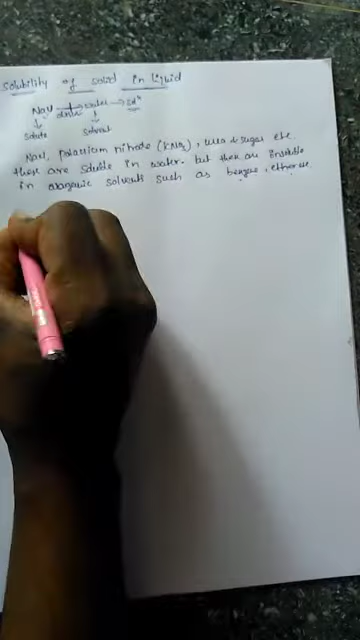 Solubility of solid in liquid
NaCl + water → solⁿ
↓ ↓
Solute Solvent
NaCl, Potassium nitrate (KNO₃), urea & sugar etc.
these are soluble in water. but these are insoluble
in organic solvents such as benzene, ether etc.